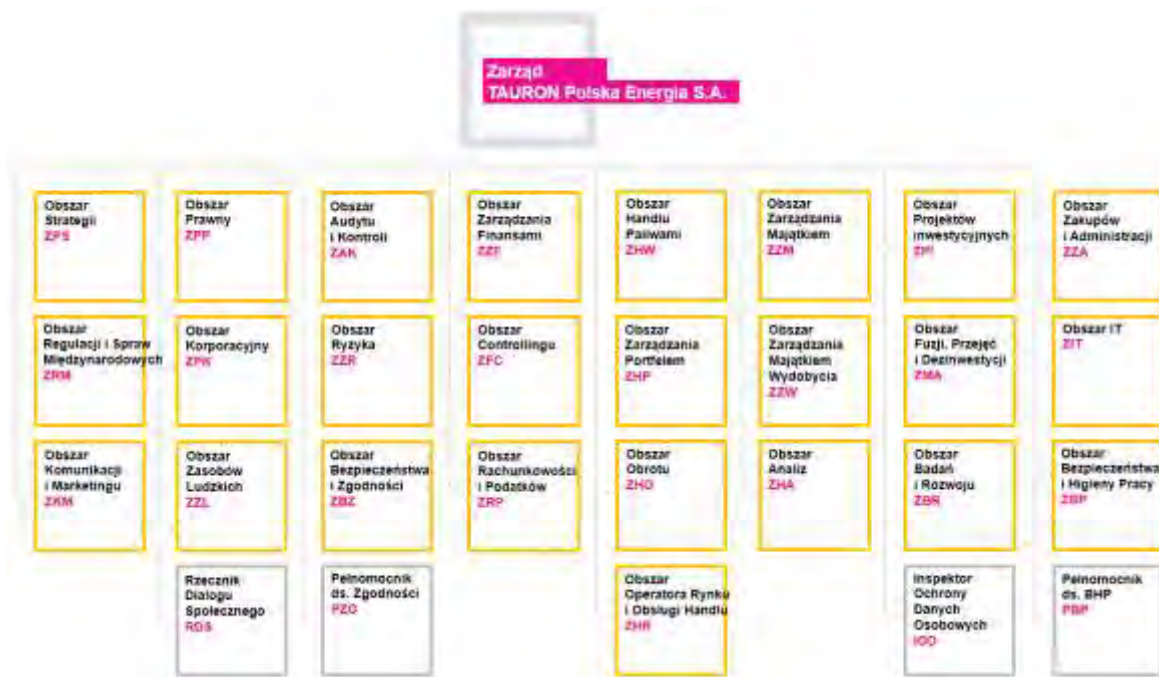 Zarząd
TAURON Polska Energia S.A.
Obszar
Strategii
ZPS
Obszar
Prawny
ZPP
Obszar
Audytu
i Kontroli
ZAK
Obszar
Zarządzania
Finansami
ZZF
Obszar
Handlu
Paliwami
ZHW
Obszar
Zarządzania
Majątkiem
ZZM
Obszar
Projektów
Inwestycyjnych
ZPI
Obszar
Zakupów
i Administracji
ZZA
Obszar
Regulacji i Spraw
Międzynarodowych
ZRM
Obszar
Korporacyjny
ZPK
Obszar
Ryzyka
ZZR
Obszar
Controllingu
ZFC
Obszar
Zarządzania
Portfelem
ZHP
Obszar
Zarządzania
Majątkiem
Wydobycia
ZZW
Obszar
Fuzji, Przejęć
i Dezinwestycji
ZMA
Obszar IT
ZIT
Obszar
Komunikacji
i Marketingu
ZKM
Obszar
Zasobów
Ludzkich
ZZL
Obszar
Bezpieczeństwa
i Zgodności
ZBZ
Obszar
Rachunkowości
i Podatków
ZRP
Obszar
Obrotu
ZHO
Obszar
Analiz
ZHA
Obszar
Badań
i Rozwoju
ZBR
Obszar
Bezpieczeństwa
i Higieny Pracy
ZBP
Rzecznik
Dialogu
Społecznego
RDS
Pełnomocnik
ds. Zgodności
PZO
Obszar
Operatora Rynku
i Obsługi Handlu
ZHR
Inspektor
Ochrony
Danych
Osobowych
IOD
Pełnomocnik
ds. BHP
PBP